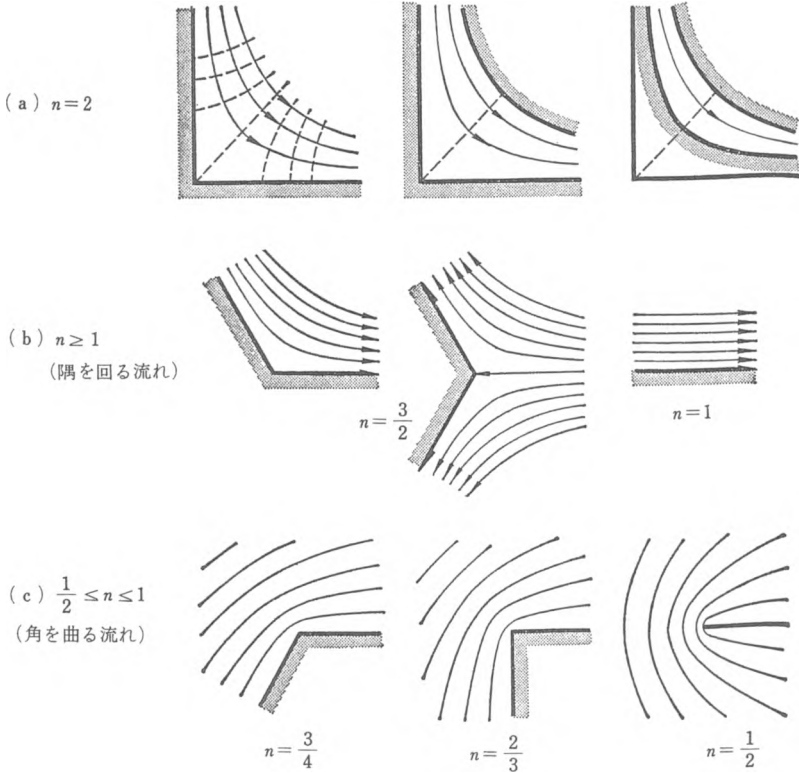 (a) n=2
(b) n≥1
(隅を回る流れ)
n=3/2
n=1
(c) 1/2≤n≤1
(角を曲る流れ)
n=3/4
n=2/3
n=1/2